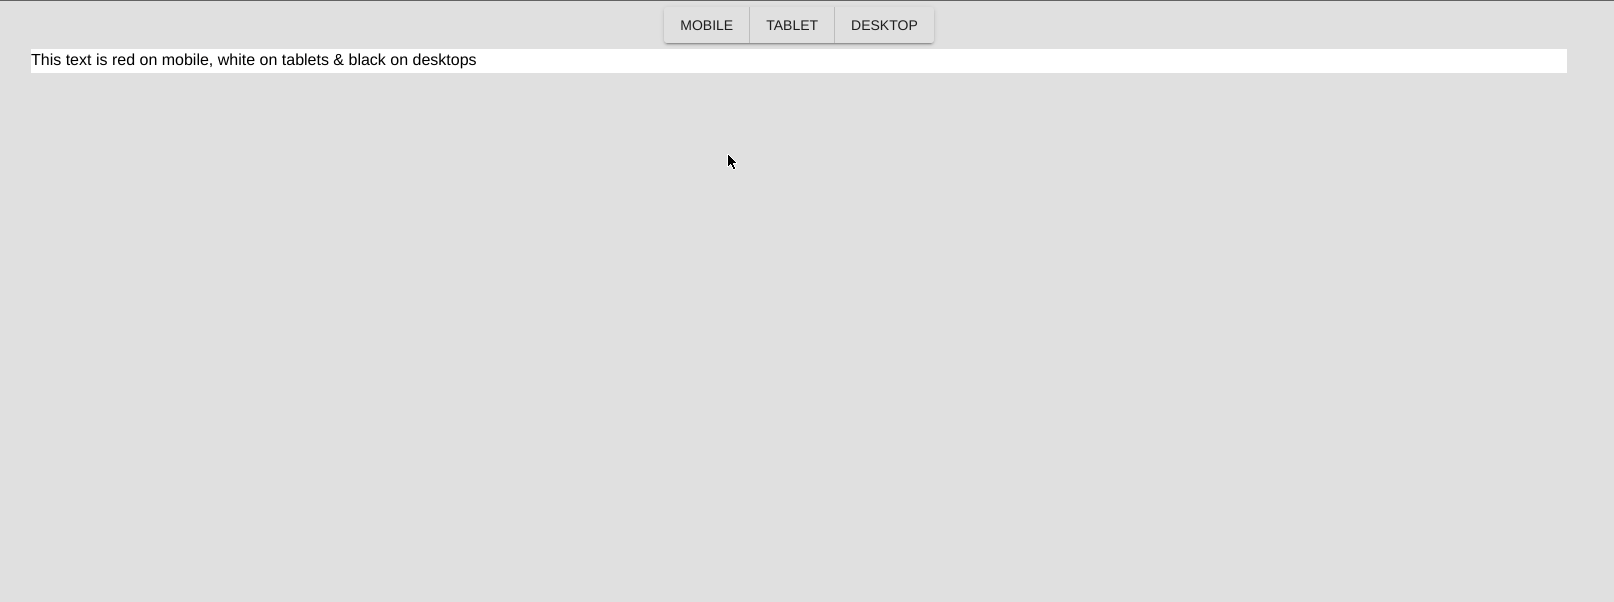 MOBILE TABLET DESKTOP
This text is red on mobile, white on tablets & black on desktops